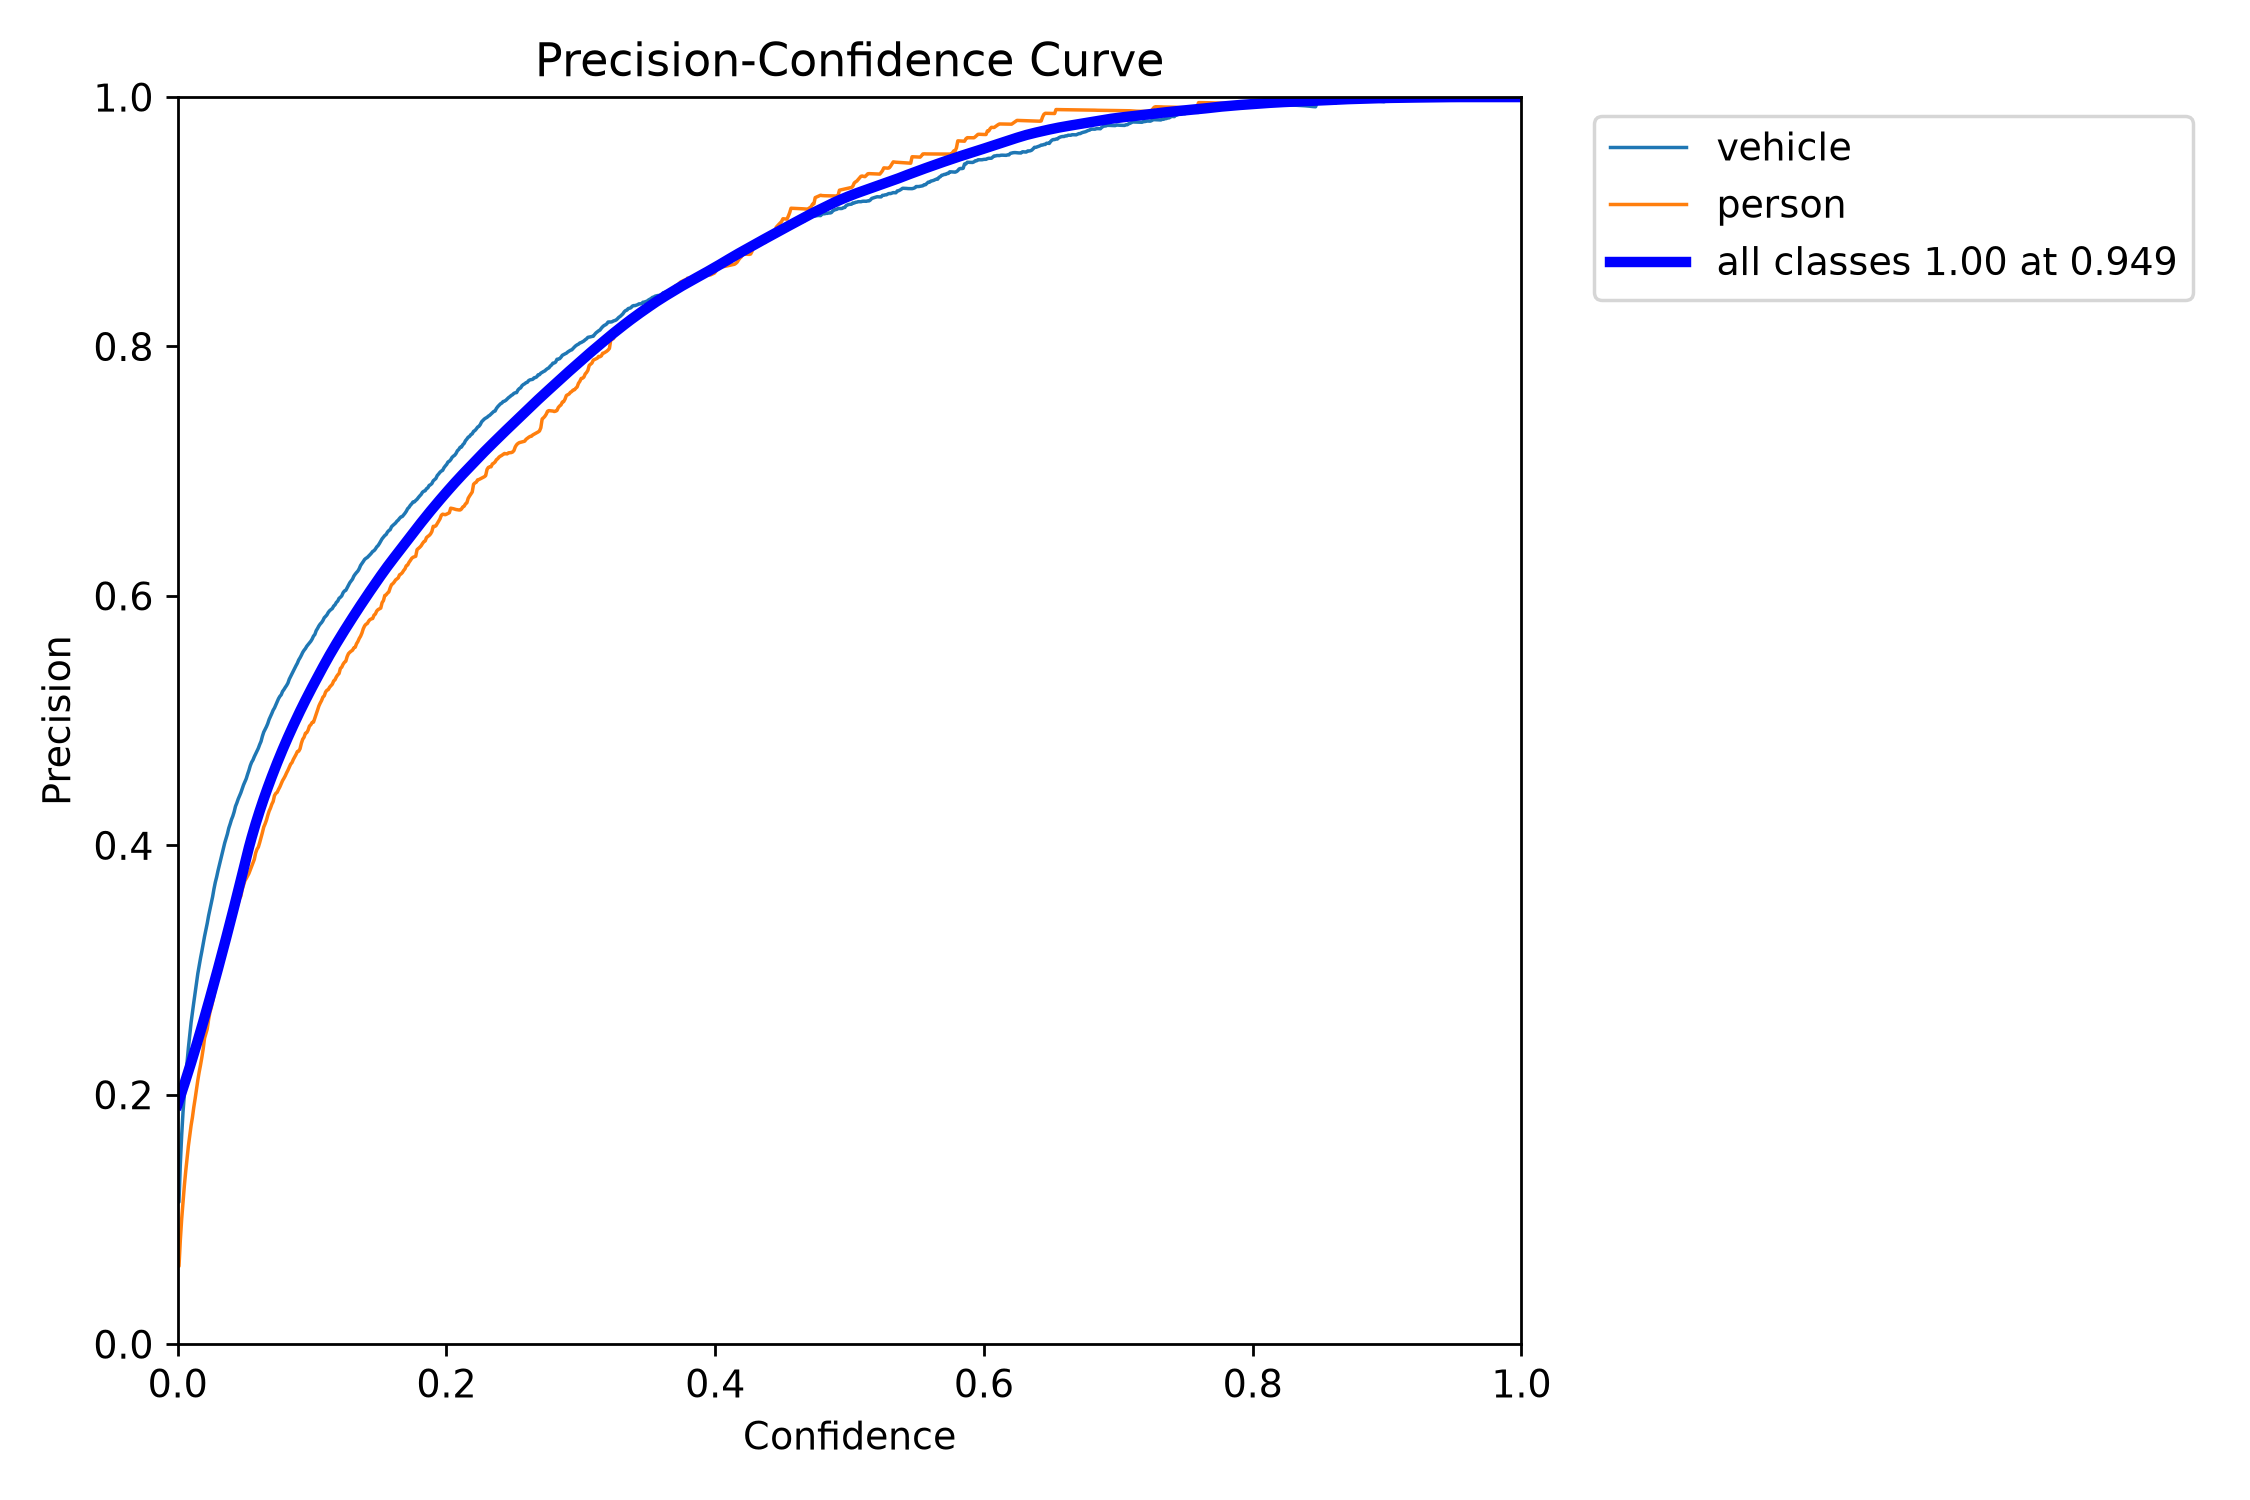 Precision-Confidence Curve
1.0
0.8
0.6
0.4
0.2
0.0
Precision
0.0 0.2 0.4 0.6 0.8 1.0
Confidence
vehicle
person
all classes 1.00 at 0.949